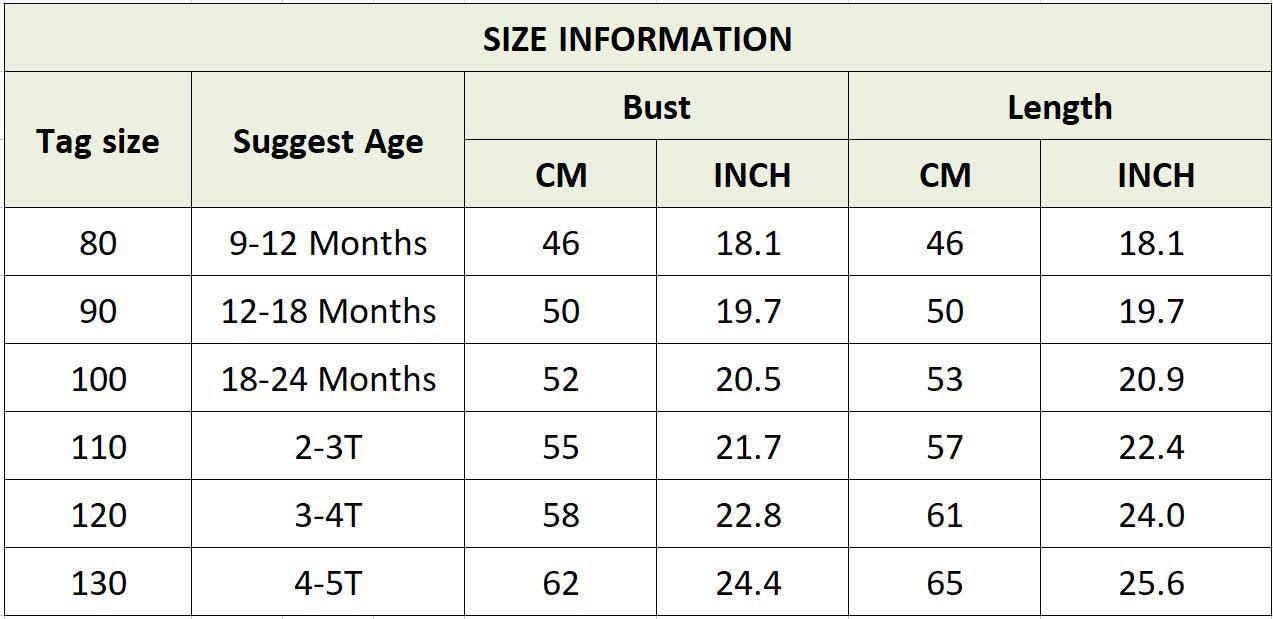 SIZE INFORMATION
Tag size Suggest Age Bust Length
CM INCH CM INCH
80 9-12 Months 46 18.1 46 18.1
90 12-18 Months 50 19.7 50 19.7
100 18-24 Months 52 20.5 53 20.9
110 2-3T 55 21.7 57 22.4
120 3-4T 58 22.8 61 24.0
130 4-5T 62 24.4 65 25.6